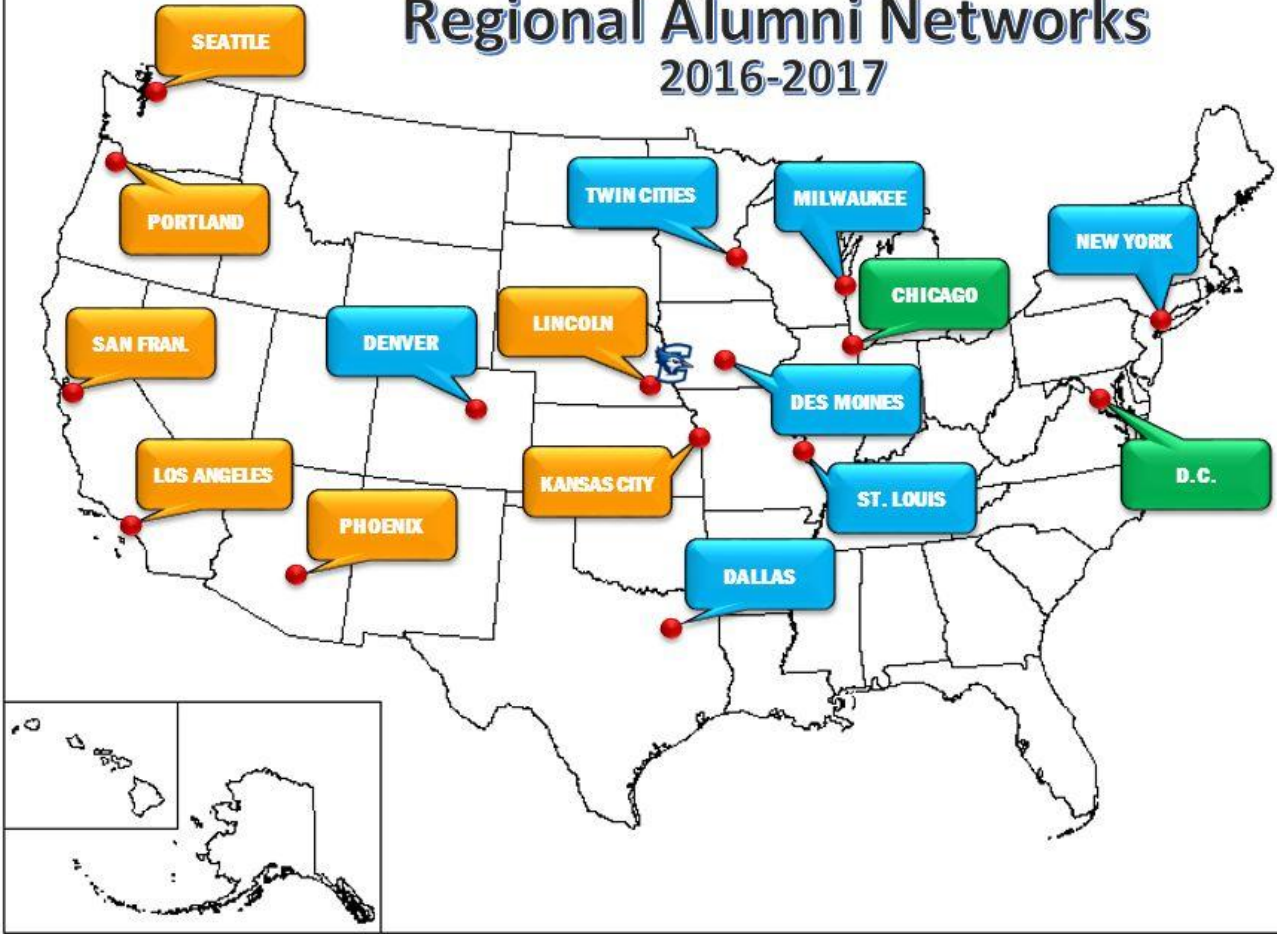 Regional Alumni Networks
2016-2017
SEATTLE
PORTLAND
TWIN CITIES
MILWAUKEE
NEW YORK
CHICAGO
LINCOLN
SAN FRAN.
DENVER
DES MOINES
LOS ANGELES
KANSAS CITY
ST. LOUIS
D.C.
PHOENIX
DALLAS